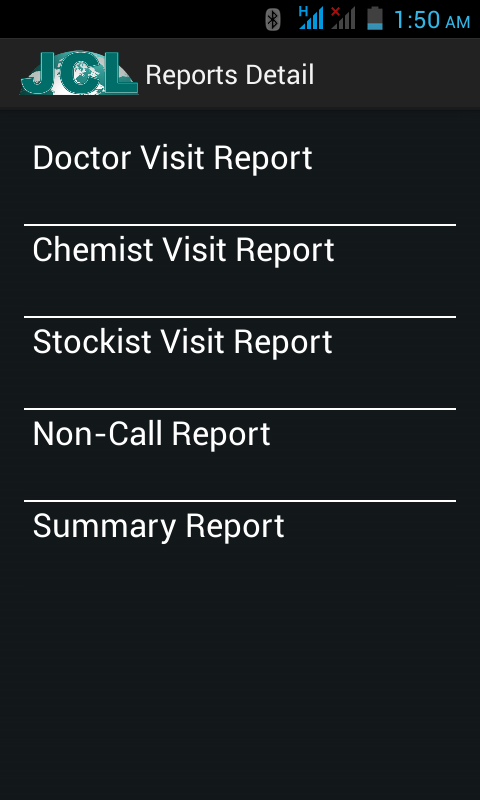 H
1:50 AM
JCL Reports Detail
Doctor Visit Report
Chemist Visit Report
Stockist Visit Report
Non-Call Report
Summary Report